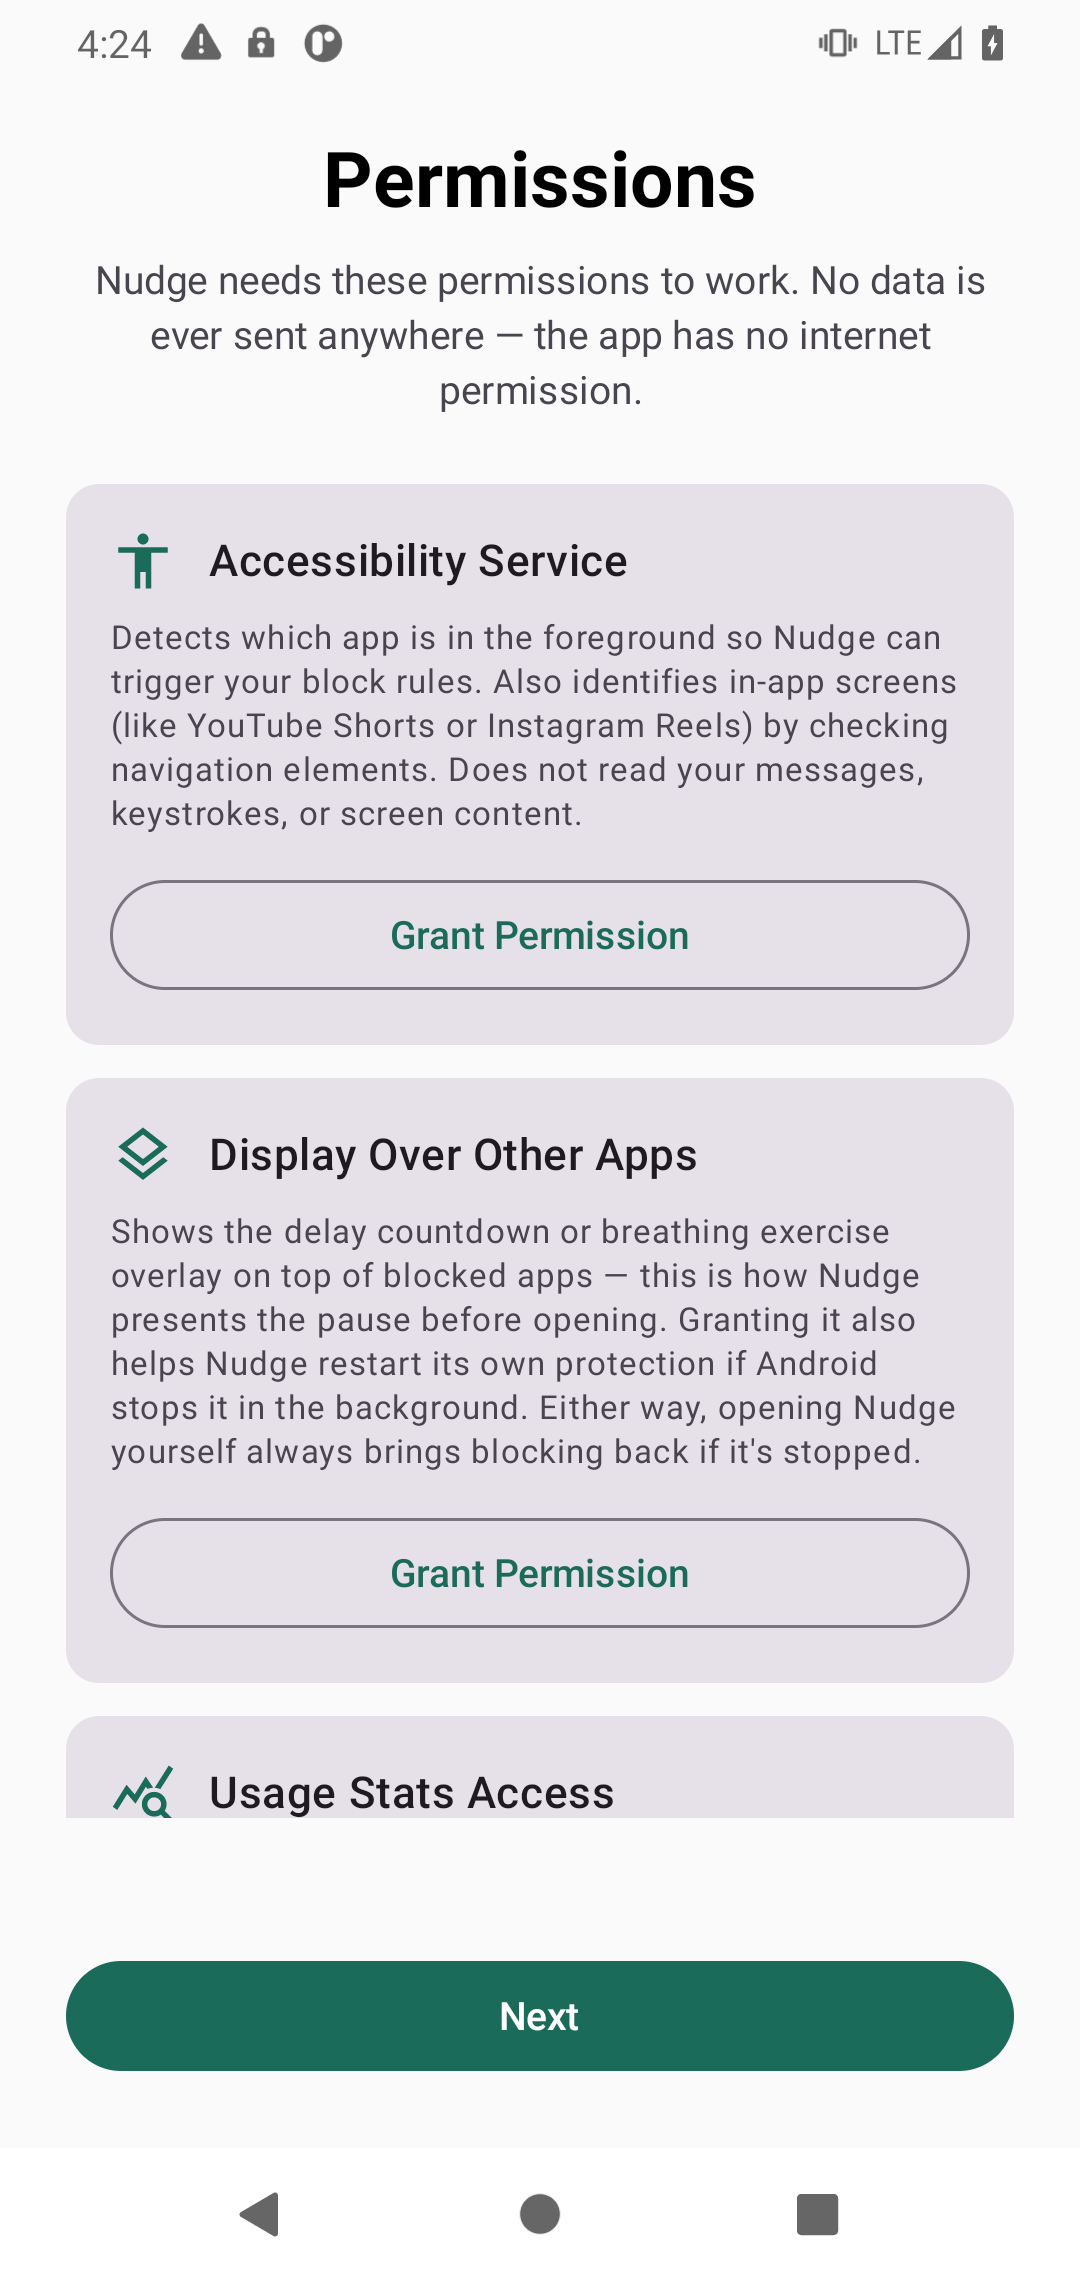 4:24
LTE
Permissions
Nudge needs these permissions to work. No data is
ever sent anywhere — the app has no internet
permission.
Accessibility Service
Detects which app is in the foreground so Nudge can
trigger your block rules. Also identifies in-app screens
(like YouTube Shorts or Instagram Reels) by checking
navigation elements. Does not read your messages,
keystrokes, or screen content.
Grant Permission
Display Over Other Apps
Shows the delay countdown or breathing exercise
overlay on top of blocked apps — this is how Nudge
presents the pause before opening. Granting it also
helps Nudge restart its own protection if Android
stops it in the background. Either way, opening Nudge
yourself always brings blocking back if it's stopped.
Grant Permission
Usage Stats Access
Next